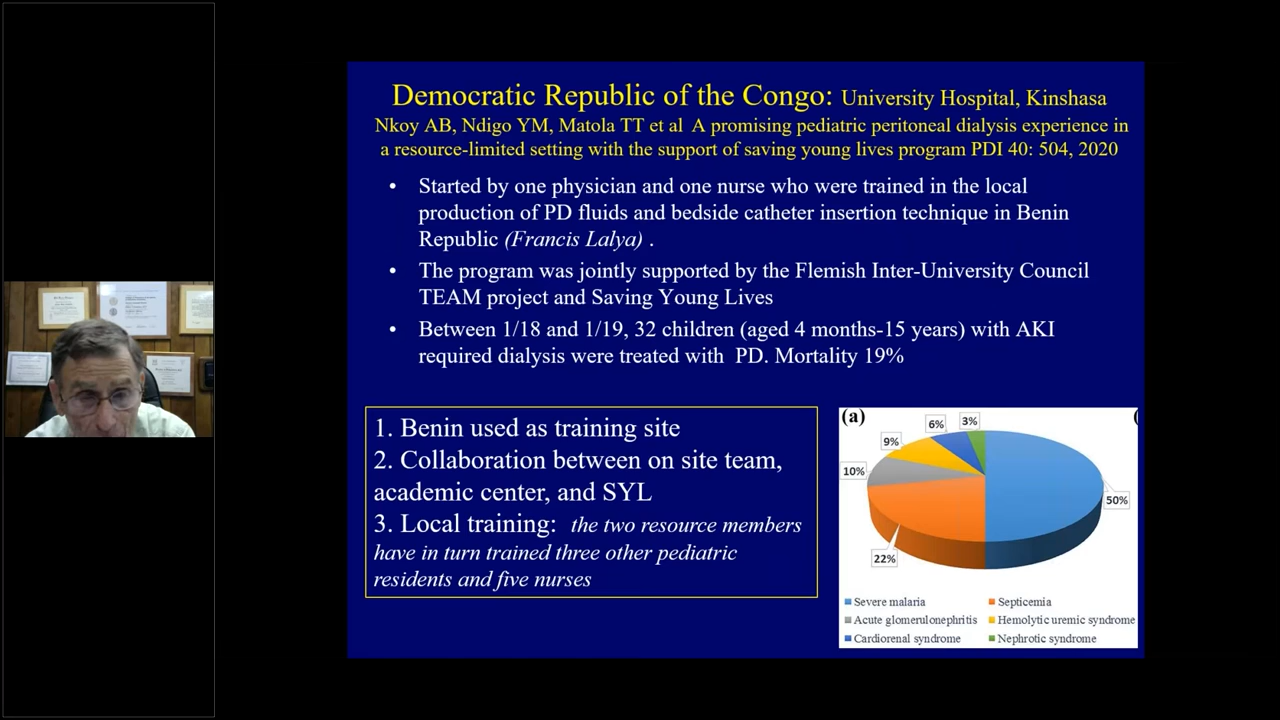 Democratic Republic of the Congo: University Hospital, Kinshasa
Nkoy AB, Ndigo YM, Matola TT et al A promising pediatric peritoneal dialysis experience in
a resource-limited setting with the support of saving young lives program PDI 40: 504, 2020
• Started by one physician and one nurse who were trained in the local
production of PD fluids and bedside catheter insertion technique in Benin
Republic (Francis Lalya) .
• The program was jointly supported by the Flemish Inter-University Council
TEAM project and Saving Young Lives
• Between 1/18 and 1/19, 32 children (aged 4 months-15 years) with AKI
required dialysis were treated with PD. Mortality 19%
1. Benin used as training site
2. Collaboration between on site team,
academic center, and SYL
3. Local training: the two resource members
have in turn trained three other pediatric
residents and five nurses
(a)
(
3%
6%
9%
10%
50%
22%
Severe malaria
Septicemia
Acute glomerulonephritis
Hemolytic uremic syndrome
Cardiorenal syndrome
Nephrotic syndrome